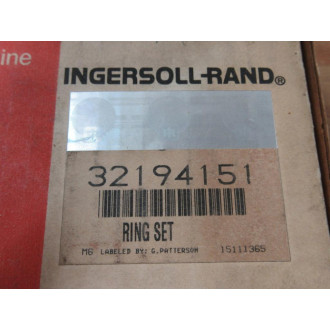 ine
INGERSOLL-RAND®
32194151
RING SET
M6 LABELED BY: G.PATTERSON 15111365